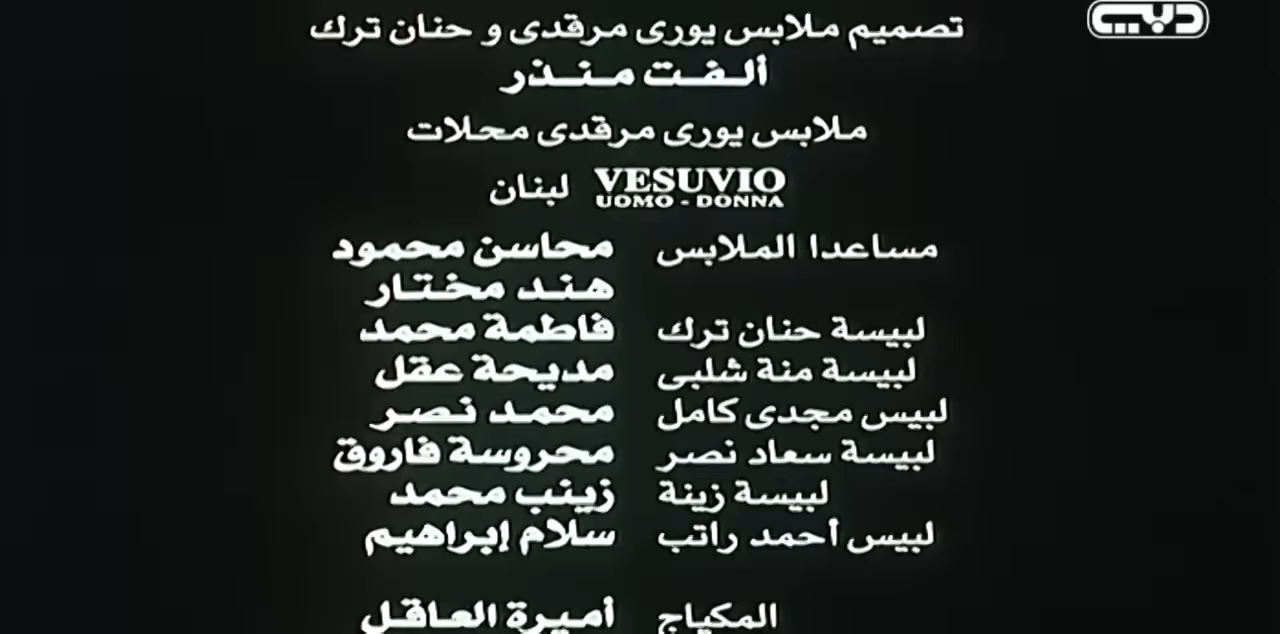 دبي
تصميم ملابس يورى مرقدى و حنان ترك
ألفت منذر
ملابس يورى مرقدى محلات
VESUVIO لبنان
UOMO - DONNA
مساعدا الملابس محاسن محمود
هند مختار
لبيسة حنان ترك فاطمة محمد
لبيسة منة شلبى مديحة عقل
لبيس مجدى كامل محمد نصر
لبيسة سعاد نصر محروسة فاروق
لبيسة زينة زينب محمد
لبيس أحمد راتب سلام إبراهيم
المكياج أميرة العاقل